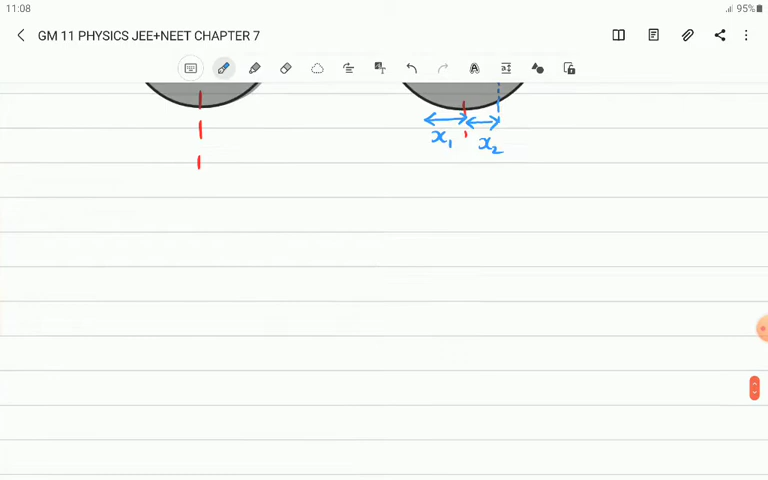 11:08 95%
GM 11 PHYSICS JEE+NEET CHAPTER 7
x₁ x₂